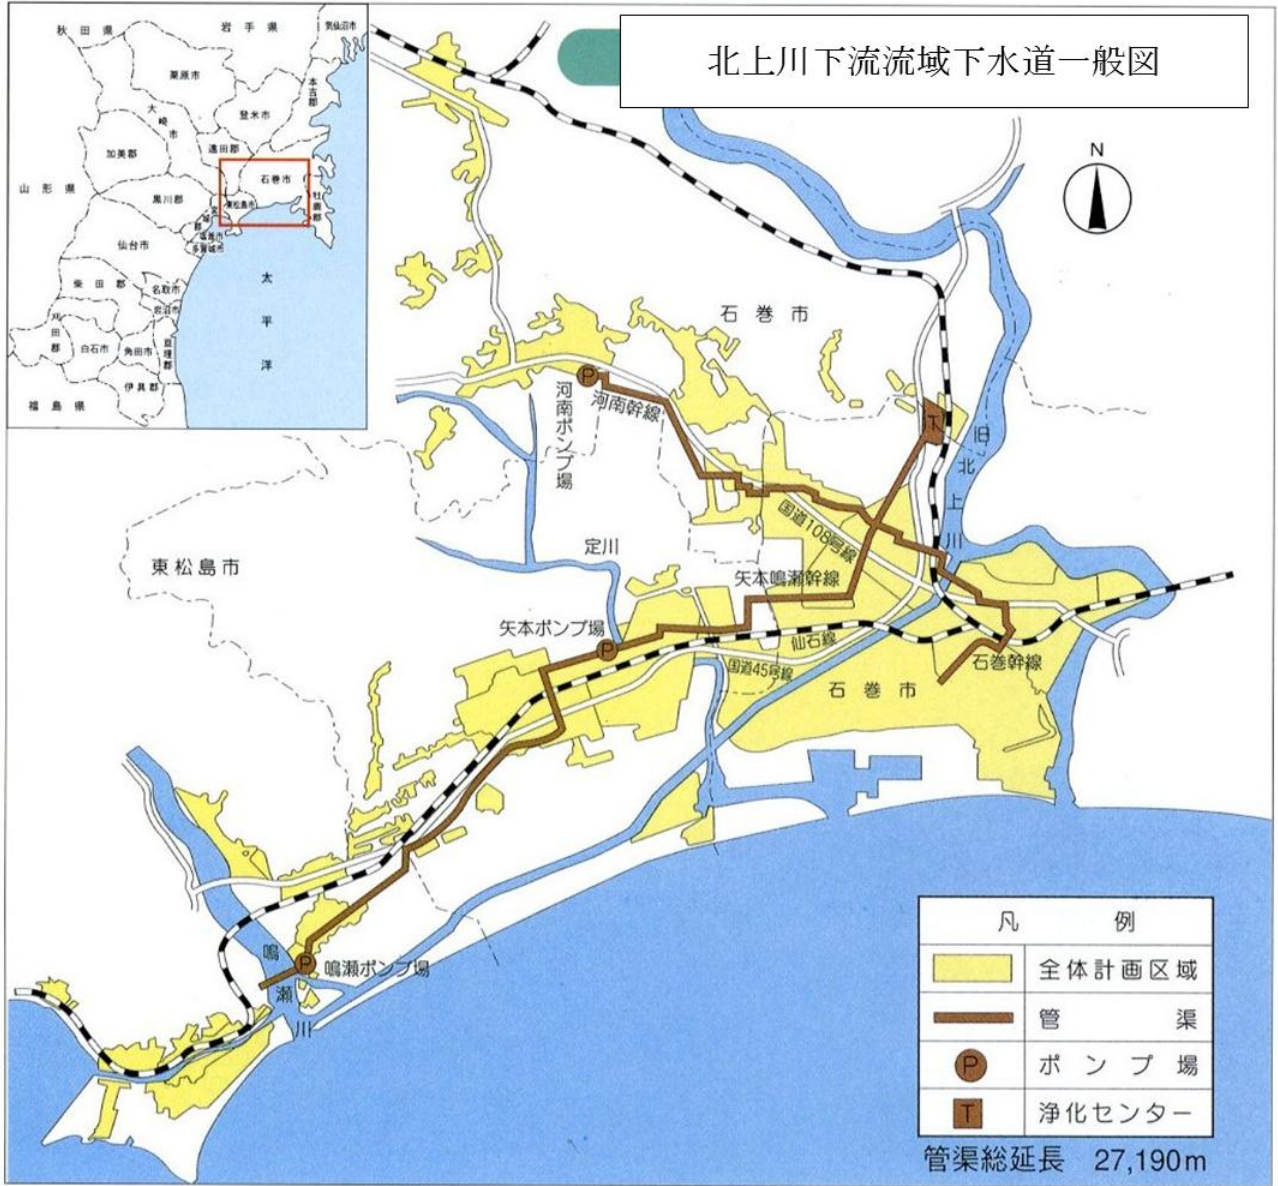 北上川下流流域下水道一般図
秋田県
岩手県
気仙沼市
栗原市
本吉郡
登米市
大崎市
遠田郡
加美郡
石巻市
山形県
黒川郡
東松島市
牡鹿郡
宮城郡
塩釜市
多賀城市
仙台市
太平洋
柴田郡
名取市
岩沼市
刈田郡
白石市
角田市
亘理郡
伊具郡
福島県
N
石巻市
P
河南幹線
河南ポンプ場
T
旧北上川
国道108号線
定川
東松島市
矢本鳴瀬幹線
矢本ポンプ場
P
仙石線
国道45号線
石巻幹線
石巻市
鳴瀬川
P
鳴瀬ポンプ場
凡例
全体計画区域
管渠
P ポンプ場
T 浄化センター
管渠総延長 27,190m